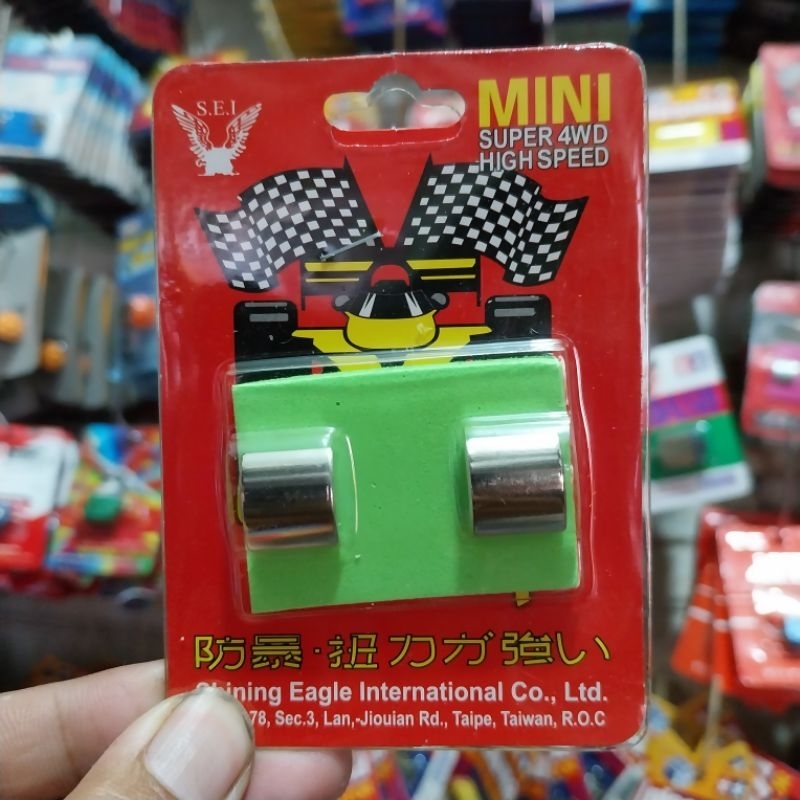 S.E.I
MINI
SUPER 4WD
HIGH SPEED
防暴・扭力ガ強い
Shining Eagle International Co., Ltd.
78, Sec.3, Lan,-Jiouian Rd., Taipe, Taiwan, R.O.C